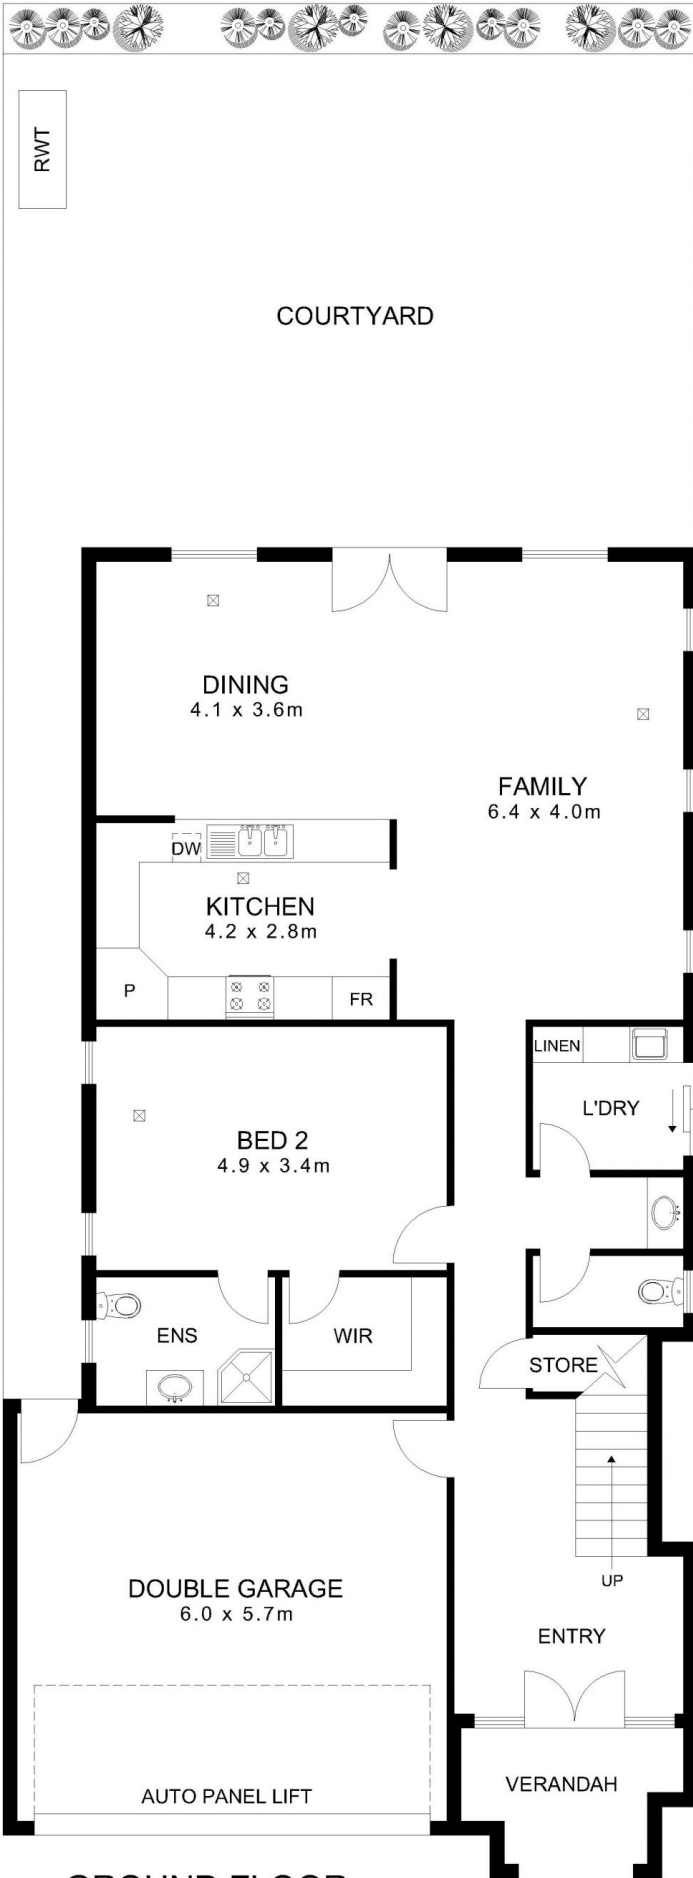 RWT
COURTYARD
DINING
4.1 x 3.6m
FAMILY
6.4 x 4.0m
DW
KITCHEN
4.2 x 2.8m
P
FR
LINEN
L'DRY
BED 2
4.9 x 3.4m
ENS
WIR
STORE
UP
DOUBLE GARAGE
6.0 x 5.7m
ENTRY
VERANDAH
AUTO PANEL LIFT
GROUND FLOOR